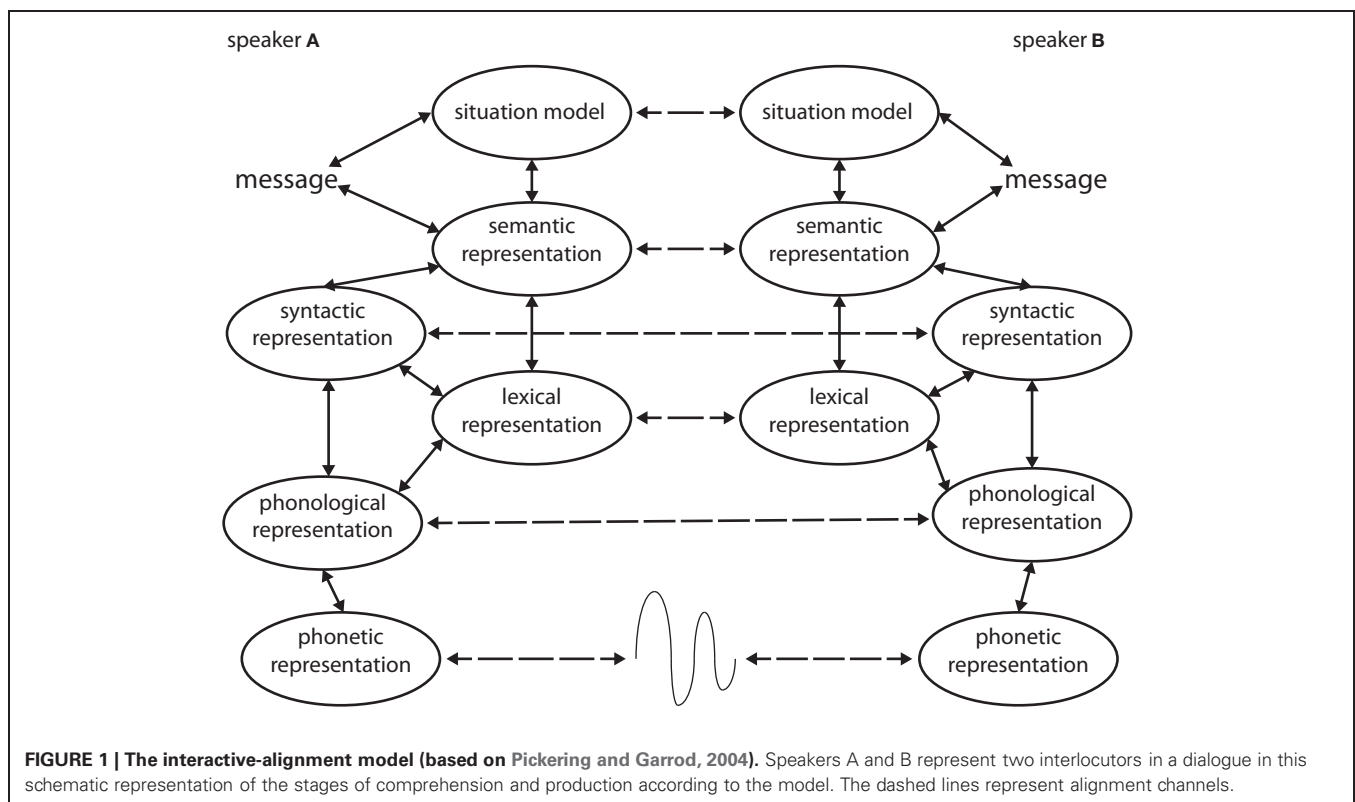 speaker A
speaker B
situation model
situation model
message
message
semantic
representation
semantic
representation
syntactic
representation
syntactic
representation
lexical
representation
lexical
representation
phonological
representation
phonological
representation
phonetic
representation
phonetic
representation
FIGURE 1 | The interactive-alignment model (based on Pickering and Garrod, 2004). Speakers A and B represent two interlocutors in a dialogue in this
schematic representation of the stages of comprehension and production according to the model. The dashed lines represent alignment channels.